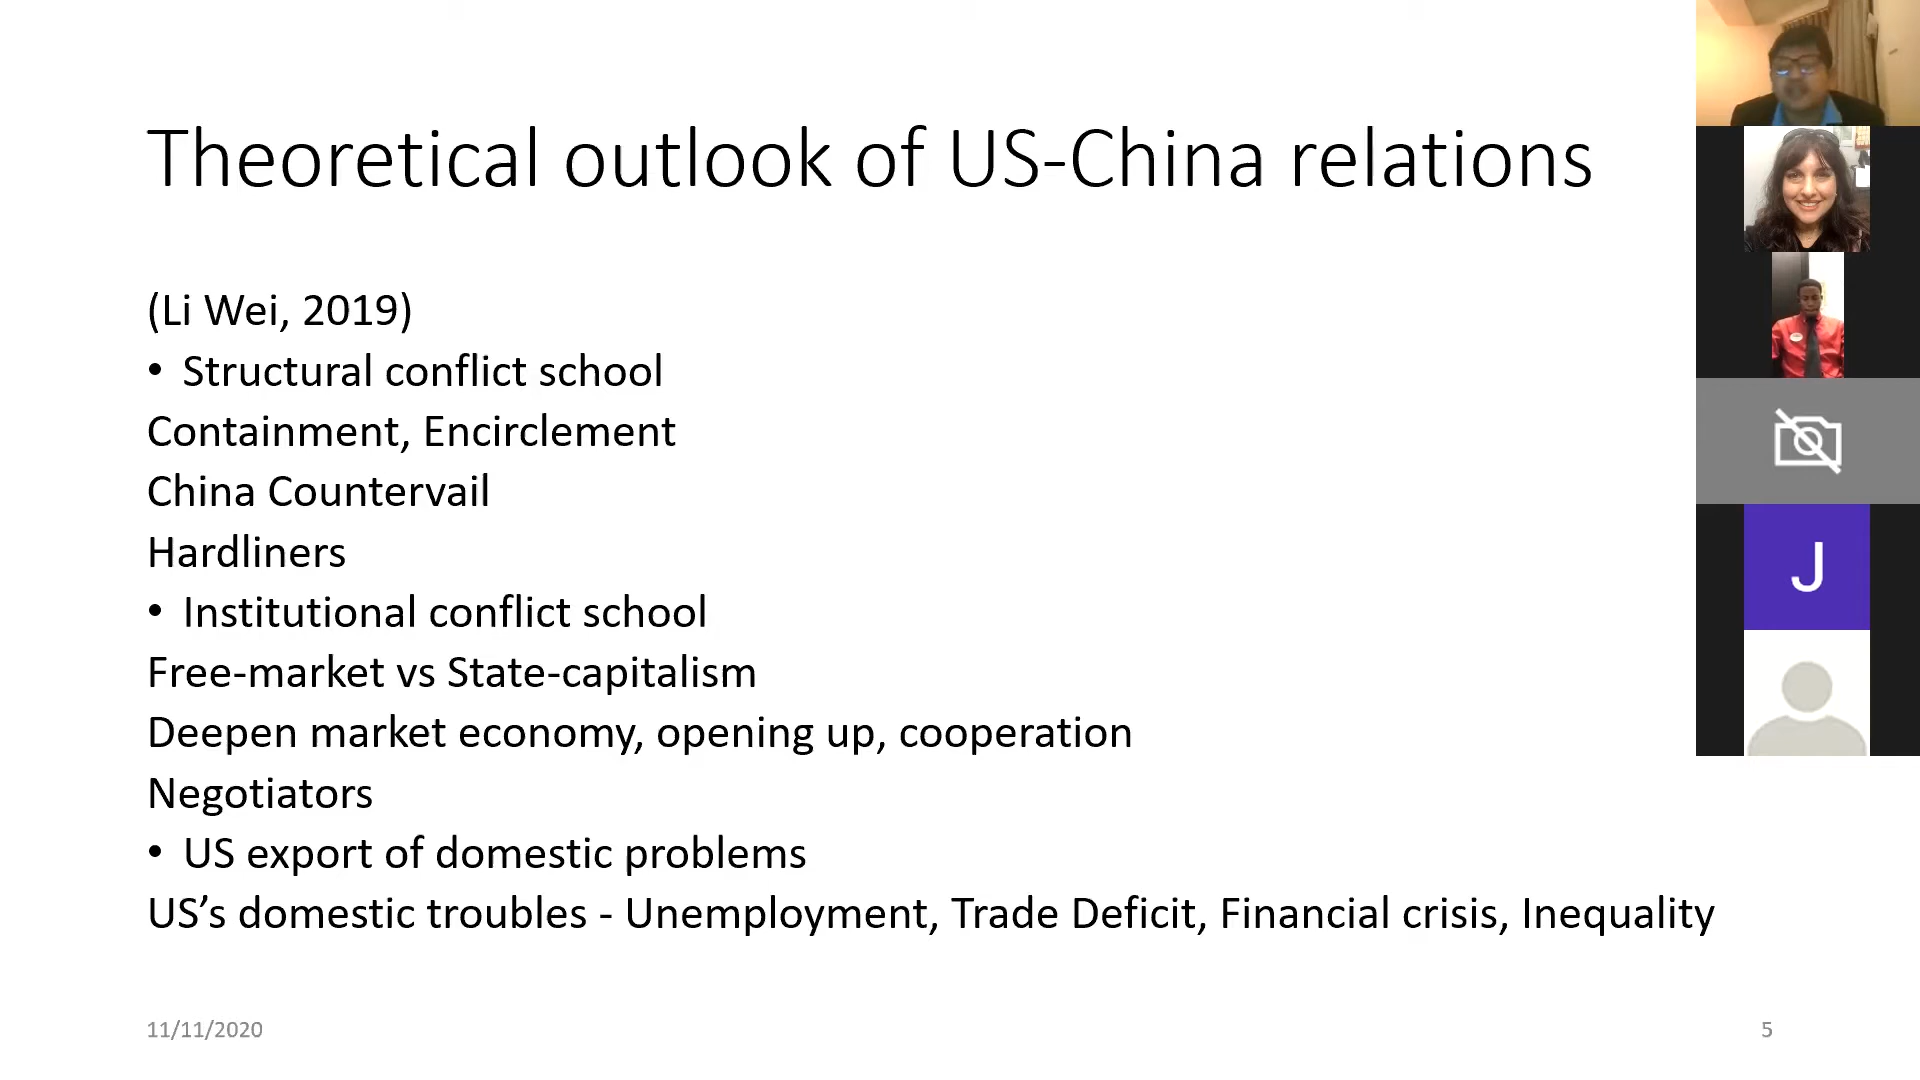 Theoretical outlook of US-China relations
(Li Wei, 2019)
• Structural conflict school
Containment, Encirclement
China Countervail
Hardliners
• Institutional conflict school
Free-market vs State-capitalism
Deepen market economy, opening up, cooperation
Negotiators
• US export of domestic problems
US’s domestic troubles - Unemployment, Trade Deficit, Financial crisis, Inequality
11/11/2020
5
J